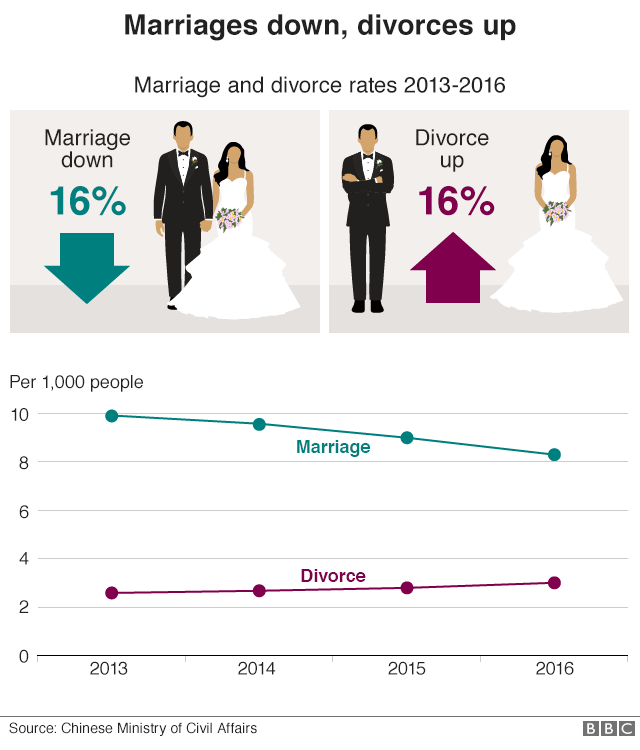 Marriages down, divorces up
Marriage and divorce rates 2013-2016
Marriage
down
16%
Divorce
up
16%
Per 1,000 people
10
8
6
4
2
0
Marriage
Divorce
2013 2014 2015 2016
Source: Chinese Ministry of Civil Affairs
BBC